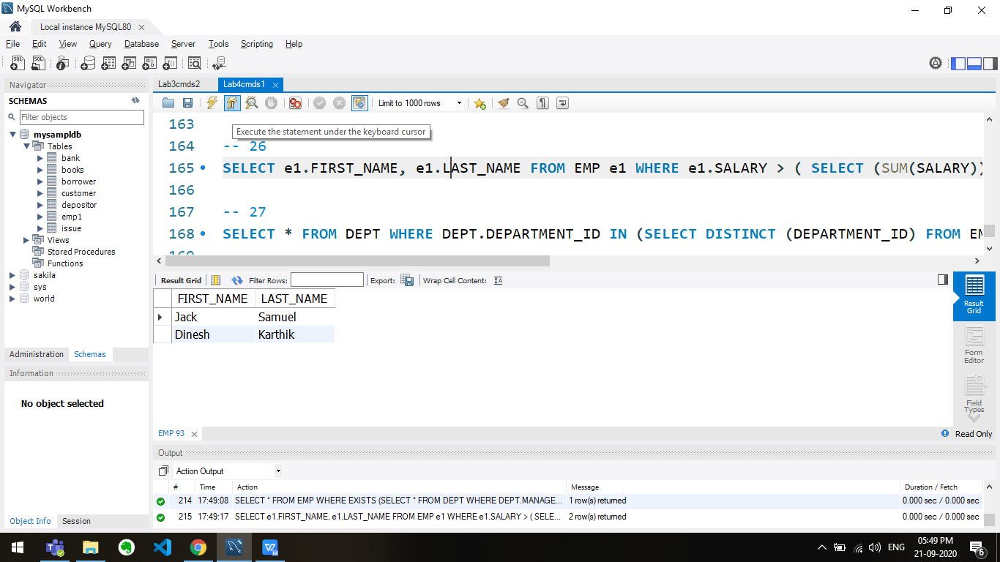 MySQL Workbench
Local instance MySQL80
File Edit View Query Database Server Tools Scripting Help
Navigator
SCHEMAS
Filter objects
mysampldb
Tables
bank
books
borrower
customer
depositor
emp1
issue
Views
Stored Procedures
Functions
sakila
sys
world
Administration Schemas
Information
No object selected
Object Info Session
Lab3cmds2 Lab4cmds1
Limit to 1000 rows
Execute the statement under the keyboard cursor
163
164 -- 26
165 SELECT e1.FIRST_NAME, e1.LAST_NAME FROM EMP e1 WHERE e1.SALARY > ( SELECT (SUM(SALARY))
166
167 -- 27
168 SELECT * FROM DEPT WHERE DEPT.DEPARTMENT_ID IN (SELECT DISTINCT (DEPARTMENT_ID) FROM EM
169
Result Grid Filter Rows: Export: Wrap Cell Content:
FIRST_NAME LAST_NAME
Jack Samuel
Dinesh Karthik
Result Grid
Form Editor
Field Types
EMP 93
Read Only
Output
Action Output
# Time Action Message Duration / Fetch
214 17:49:08 SELECT * FROM EMP WHERE EXISTS (SELECT * FROM DEPT WHERE DEPT.MANAGE... 1 row(s) returned 0.000 sec / 0.000 sec
215 17:49:17 SELECT e1.FIRST_NAME, e1.LAST_NAME FROM EMP e1 WHERE e1.SALARY > ( SELE... 2 row(s) returned 0.000 sec / 0.000 sec
ENG
05:49 PM
21-09-2020
6